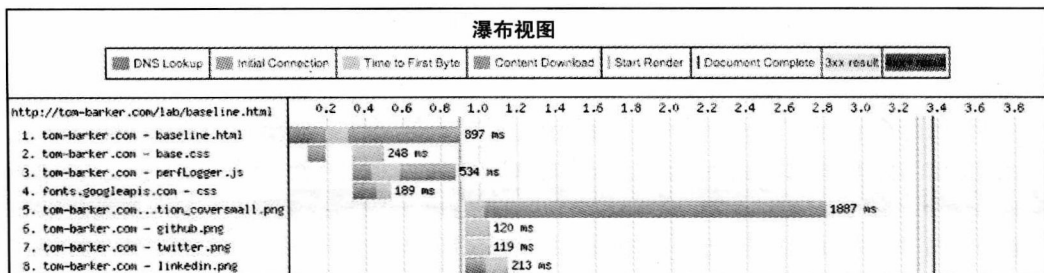 瀑布视图
DNS Lookup Initial Connection Time to First Byte Content Download Start Render Document Complete 3xx result result
http://tom-barker.com/lab/baseline.html 0.2 0.4 0.6 0.8 1.0 1.2 1.4 1.6 1.8 2.0 2.2 2.4 2.6 2.8 3.0 3.2 3.4 3.6 3.8
1. tom-barker.com - baseline.html 897 ms
2. tom-barker.com - base.css 248 ms
3. tom-barker.com - perfLogger.js 534 ms
4. fonts.googleapis.com - css 189 ms
5. tom-barker.com...tion_coversmall.png 1887 ms
6. tom-barker.com - github.png 120 ms
7. tom-barker.com - twitter.png 119 ms
8. tom-barker.com - linkedin.png 213 ms